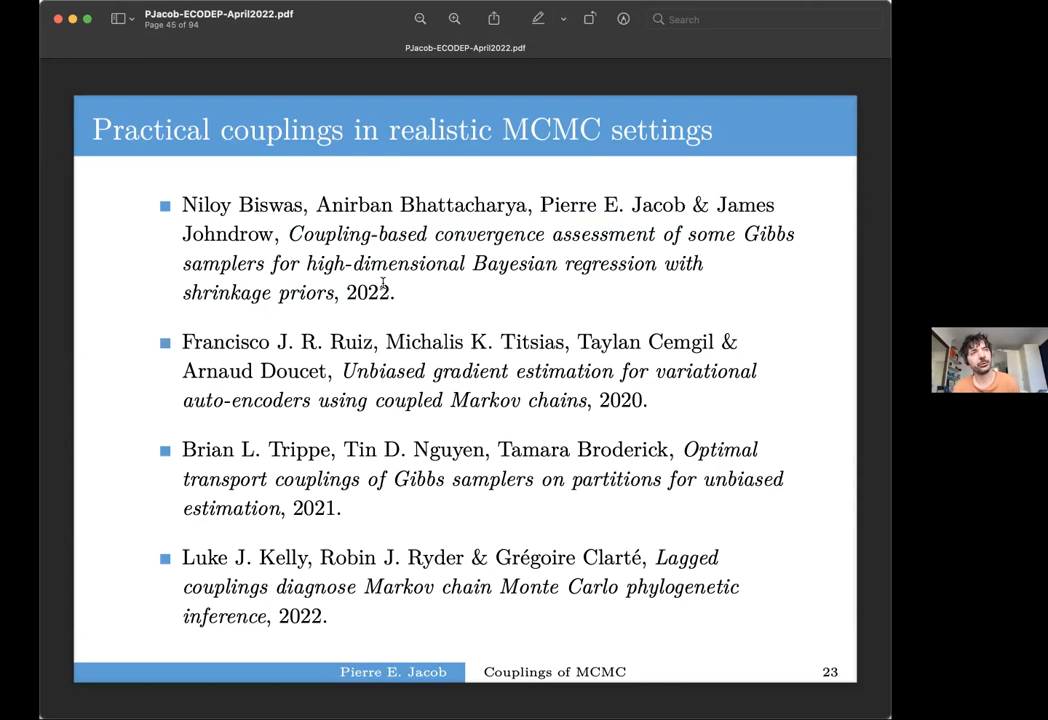 PJacob-ECODEP-April2022.pdf
Page 45 of 94
Search
PJacob-ECODEP-April2022.pdf
Practical couplings in realistic MCMC settings
Niloy Biswas, Anirban Bhattacharya, Pierre E. Jacob & James
Johndrow, Coupling-based convergence assessment of some Gibbs
samplers for high-dimensional Bayesian regression with
shrinkage priors, 2022.
Francisco J. R. Ruiz, Michalis K. Titsias, Taylan Cemgil &
Arnaud Doucet, Unbiased gradient estimation for variational
auto-encoders using coupled Markov chains, 2020.
Brian L. Trippe, Tin D. Nguyen, Tamara Broderick, Optimal
transport couplings of Gibbs samplers on partitions for unbiased
estimation, 2021.
Luke J. Kelly, Robin J. Ryder & Grégoire Clarté, Lagged
couplings diagnose Markov chain Monte Carlo phylogenetic
inference, 2022.
Pierre E. Jacob Couplings of MCMC 23